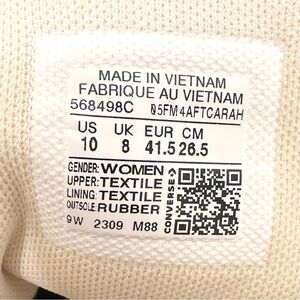 MADE IN VIETNAM
FABRIQUE AU VIETNAM
568498C 05FM4AFTCARAH
US UK EUR CM
10 8 41.5 26.5
GENDER: WOMEN
UPPER: TEXTILE
LINING: TEXTILE
OUTSOLE: RUBBER
9W 2309 M88
CONVERSE